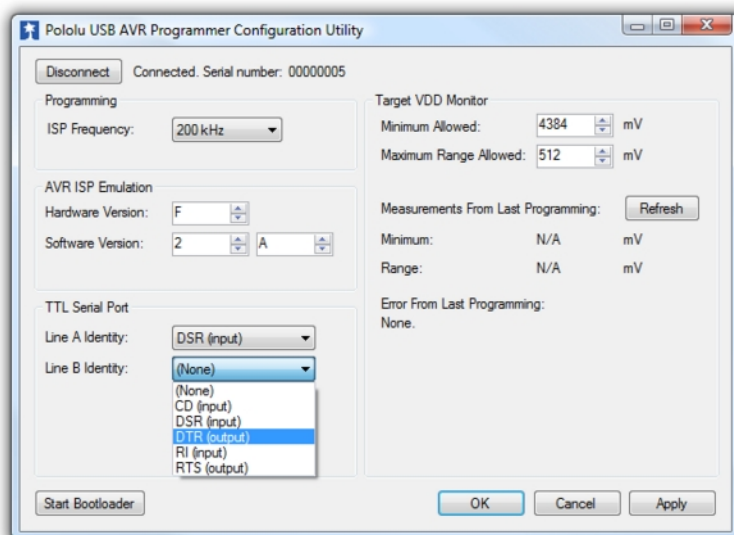 Pololu USB AVR Programmer Configuration Utility
Disconnect Connected. Serial number: 00000005
Programming
ISP Frequency: 200 kHz
AVR ISP Emulation
Hardware Version: F
Software Version: 2 A
TTL Serial Port
Line A Identity: DSR (input)
Line B Identity: (None)
(None)
CD (input)
DSR (input)
DTR (output)
RI (input)
RTS (output)
Target VDD Monitor
Minimum Allowed: 4384 mV
Maximum Range Allowed: 512 mV
Measurements From Last Programming: Refresh
Minimum: N/A mV
Range: N/A mV
Error From Last Programming:
None.
Start Bootloader OK Cancel Apply